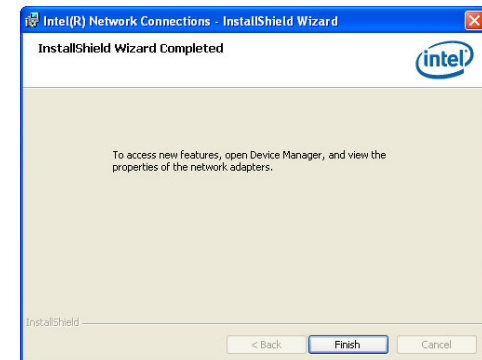 Intel(R) Network Connections - InstallShield Wizard
InstallShield Wizard Completed
intel
To access new features, open Device Manager, and view the
properties of the network adapters.
InstallShield
< Back
Finish
Cancel